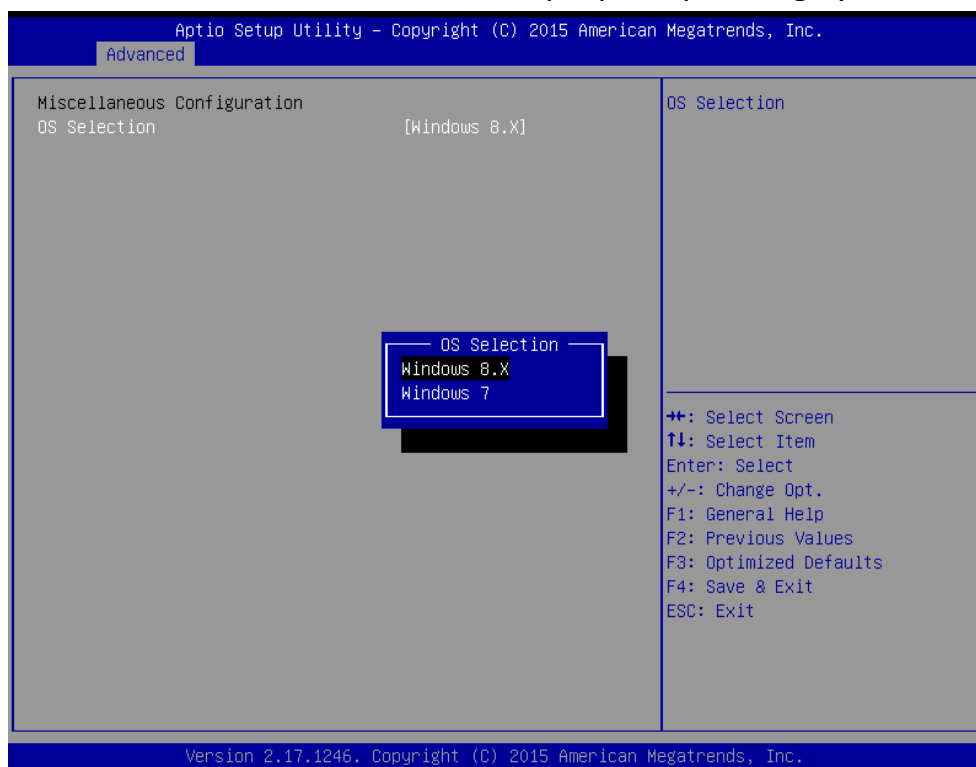 Aptio Setup Utility – Copyright (C) 2015 American Megatrends, Inc.
Advanced
Miscellaneous Configuration
OS Selection [Windows 8.X]
OS Selection
OS Selection
Windows 8.X
Windows 7
→←: Select Screen
↑↓: Select Item
Enter: Select
+/-: Change Opt.
F1: General Help
F2: Previous Values
F3: Optimized Defaults
F4: Save & Exit
ESC: Exit
Version 2.17.1246. Copyright (C) 2015 American Megatrends, Inc.